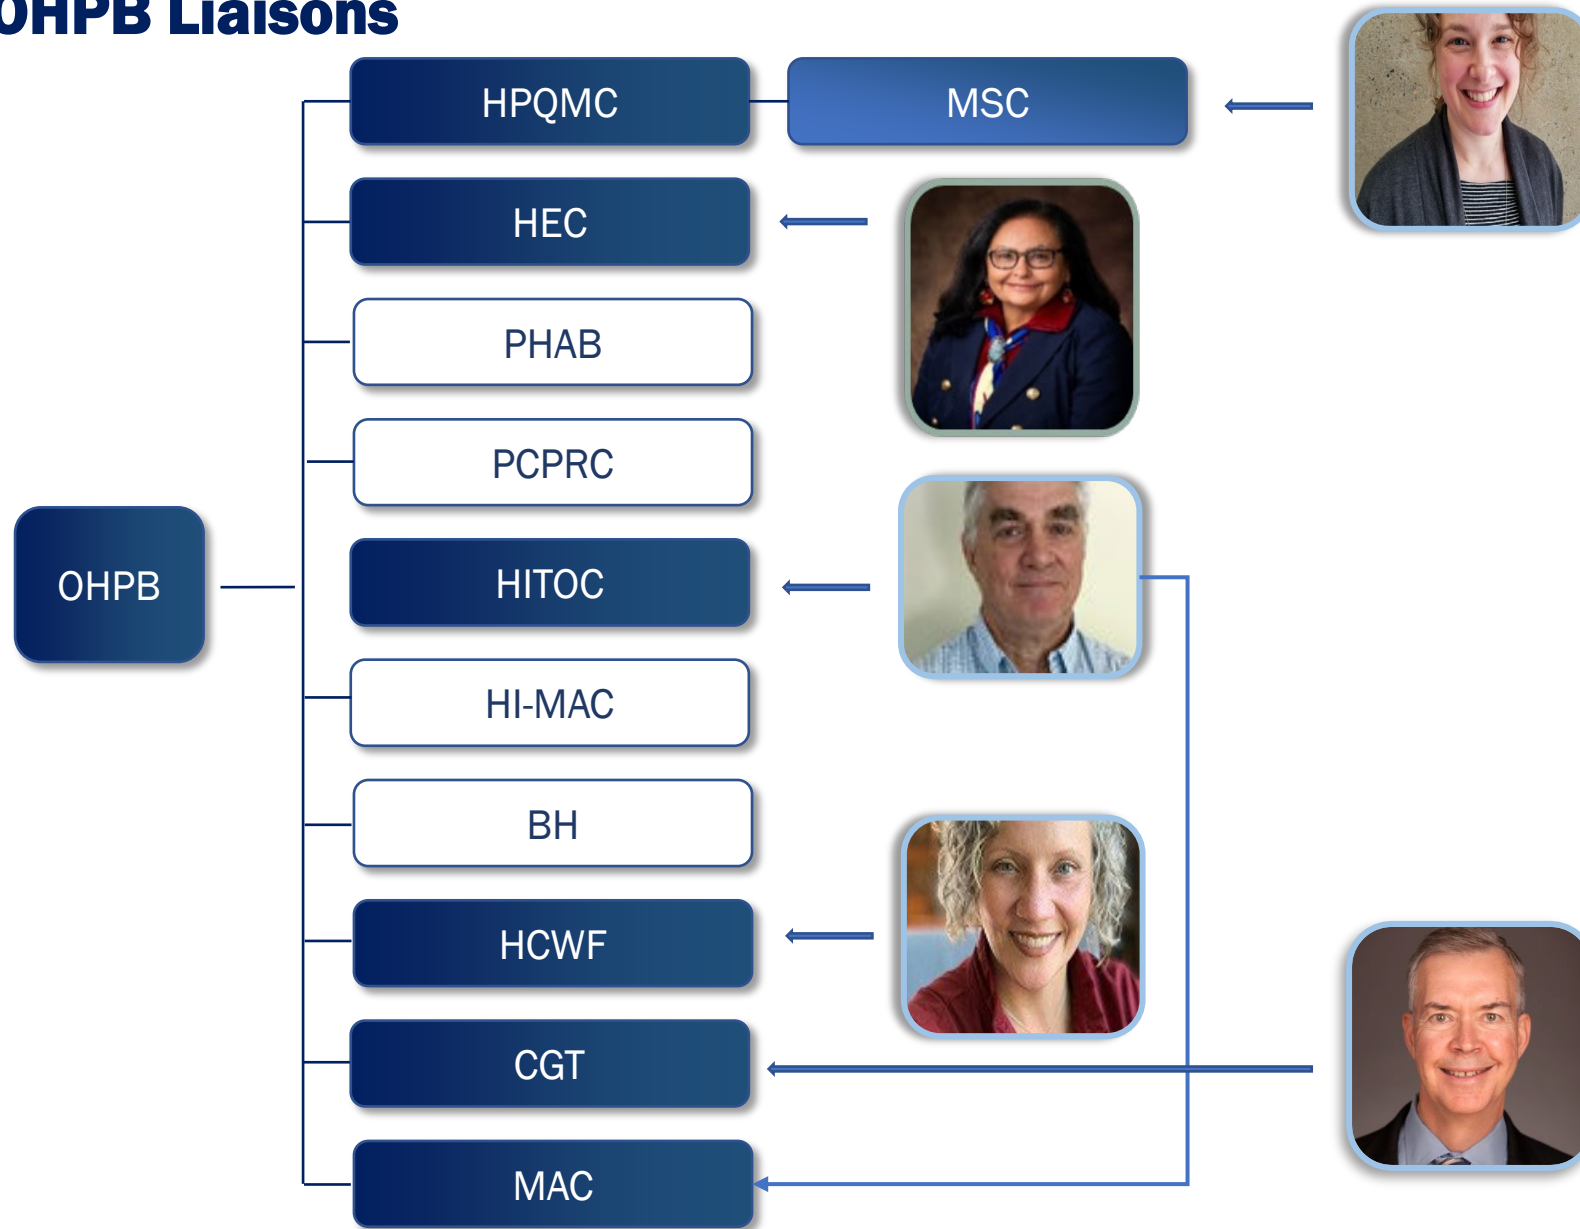 OHPB Liaisons
HPQMC
MSC
HEC
PHAB
PCPRC
OHPB
HITOC
HI-MAC
BH
HCWF
CGT
MAC